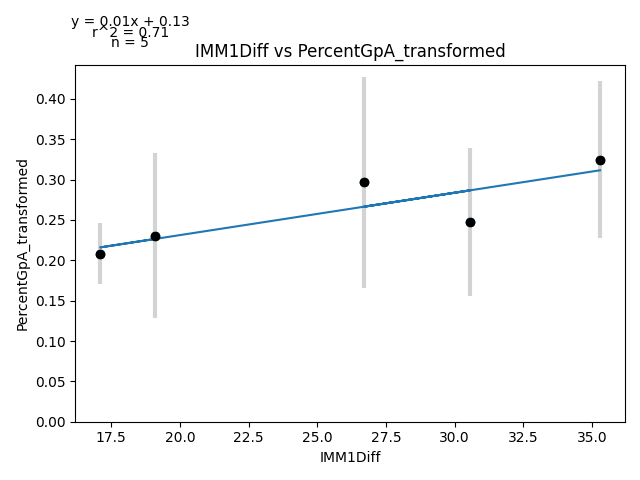 y = 0.01x + 0.13
r^2 = 0.71
n = 5
IMM1Diff vs PercentGpA_transformed
PercentGpA_transformed
0.40
0.35
0.30
0.25
0.20
0.15
0.10
0.05
0.00
17.5 20.0 22.5 25.0 27.5 30.0 32.5 35.0
IMM1Diff